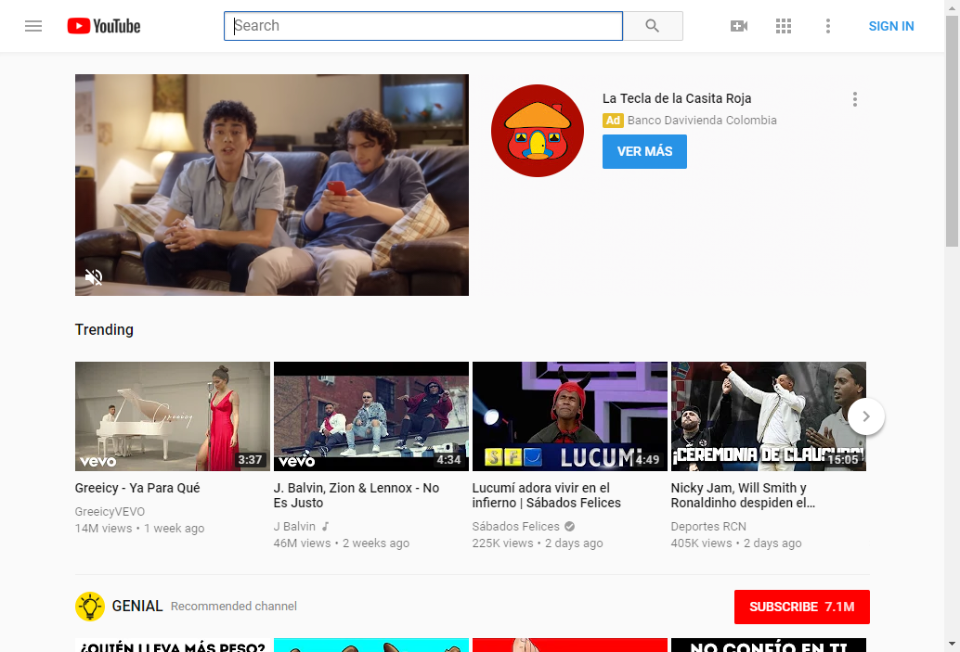 YouTube
Search
SIGN IN
La Tecla de la Casita Roja
Ad Banco Davivienda Colombia
VER MÁS
Trending
Greeicy
vevo
3:37
vevo
4:34
SFD LUCUMÍ
4:49
¡CEREMONIA DE CLAUSURA!
15:05
Greeicy - Ya Para Qué
GreeicyVEVO
14M views • 1 week ago
J. Balvin, Zion & Lennox - No
Es Justo
J Balvin
46M views • 2 weeks ago
Lucumí adora vivir en el
infierno | Sábados Felices
Sábados Felices
225K views • 2 days ago
Nicky Jam, Will Smith y
Ronaldinho despiden el...
Deportes RCN
405K views • 2 days ago
GENIAL Recommended channel
SUBSCRIBE 7.1M
¿QUIÉN LLEVA MÁS PESO?
NO CONFÍO EN TI